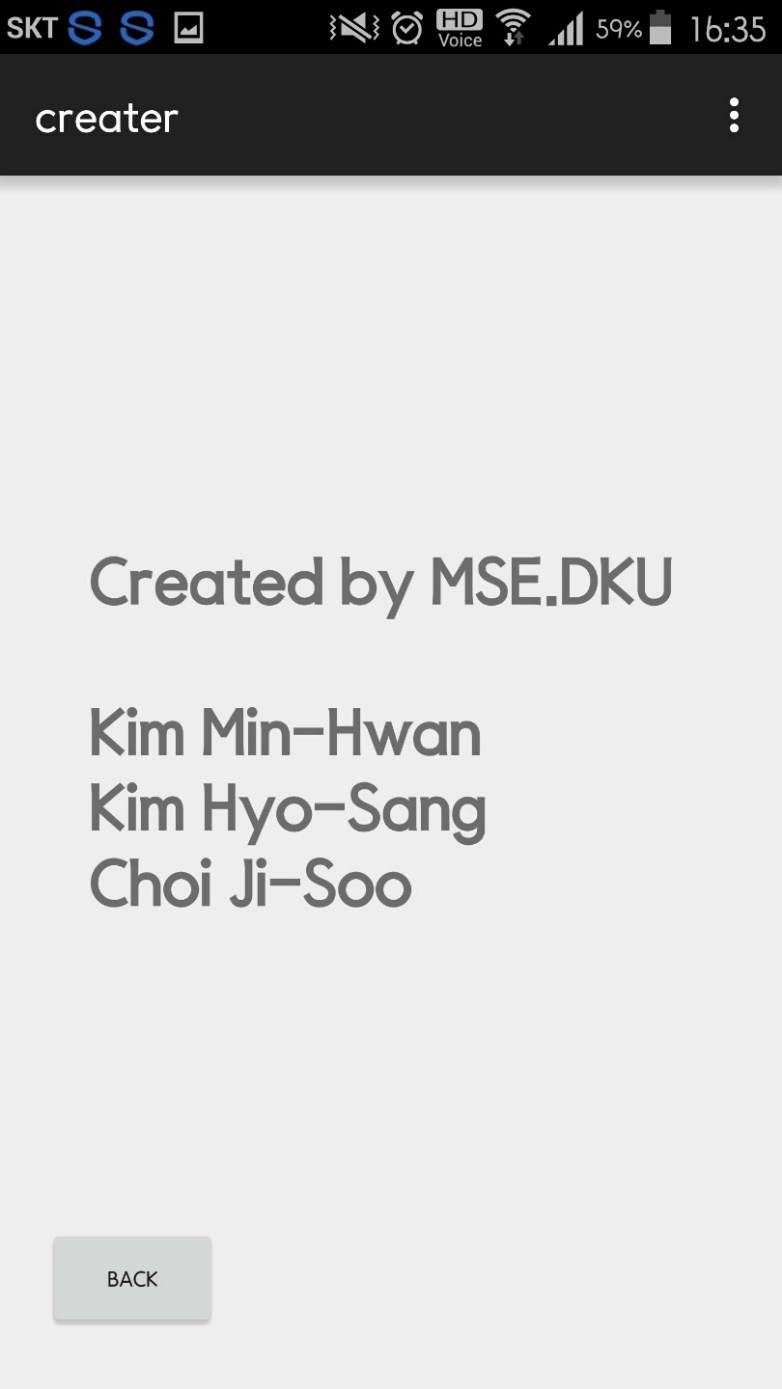 SKT HD Voice 59% 16:35
creater
Created by MSE.DKU
Kim Min-Hwan
Kim Hyo-Sang
Choi Ji-Soo
BACK